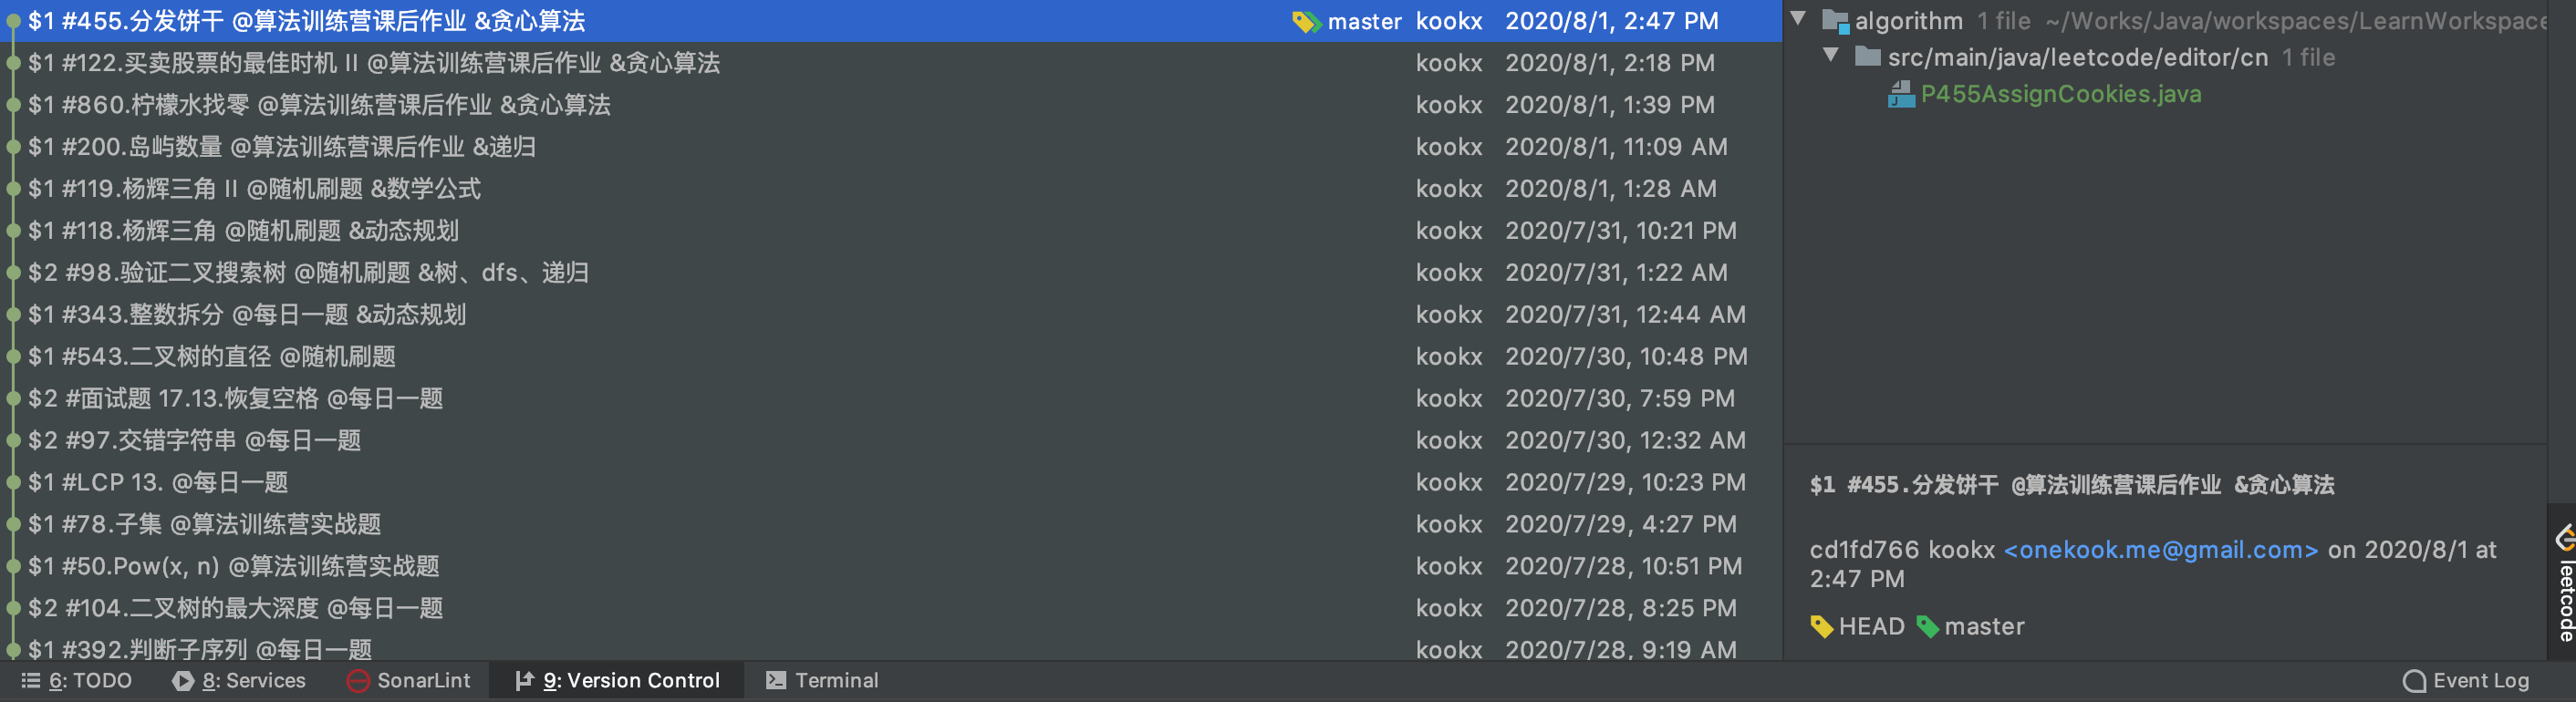 $1 #455.分发饼干 @算法训练营课后作业 &贪心算法 master kookx 2020/8/1, 2:47 PM
$1 #122.买卖股票的最佳时机 II @算法训练营课后作业 &贪心算法 kookx 2020/8/1, 2:18 PM
$1 #860.柠檬水找零 @算法训练营课后作业 &贪心算法 kookx 2020/8/1, 1:39 PM
$1 #200.岛屿数量 @算法训练营课后作业 &递归 kookx 2020/8/1, 11:09 AM
$1 #119.杨辉三角 II @随机刷题 &数学公式 kookx 2020/8/1, 1:28 AM
$1 #118.杨辉三角 @随机刷题 &动态规划 kookx 2020/7/31, 10:21 PM
$2 #98.验证二叉搜索树 @随机刷题 &树、dfs、递归 kookx 2020/7/31, 1:22 AM
$1 #343.整数拆分 @每日一题 &动态规划 kookx 2020/7/31, 12:44 AM
$1 #543.二叉树的直径 @随机刷题 kookx 2020/7/30, 10:48 PM
$2 #面试题 17.13.恢复空格 @每日一题 kookx 2020/7/30, 7:59 PM
$2 #97.交错字符串 @每日一题 kookx 2020/7/30, 12:32 AM
$1 #LCP 13. @每日一题 kookx 2020/7/29, 10:23 PM
$1 #78.子集 @算法训练营实战题 kookx 2020/7/29, 4:27 PM
$1 #50.Pow(x, n) @算法训练营实战题 kookx 2020/7/28, 10:51 PM
$2 #104.二叉树的最大深度 @每日一题 kookx 2020/7/28, 8:25 PM
$1 #392.判断子序列 @每日一题 kookx 2020/7/28, 9:19 AM
algorithm 1 file ~/Works/Java/workspaces/LearnWorkspace
src/main/java/leetcode/editor/cn 1 file
P455AssignCookies.java
$1 #455.分发饼干 @算法训练营课后作业 &贪心算法
cd1fd766 kookx <onekook.me@gmail.com> on 2020/8/1 at
2:47 PM
HEAD master
leetcode
6: TODO 8: Services SonarLint 9: Version Control Terminal Event Log